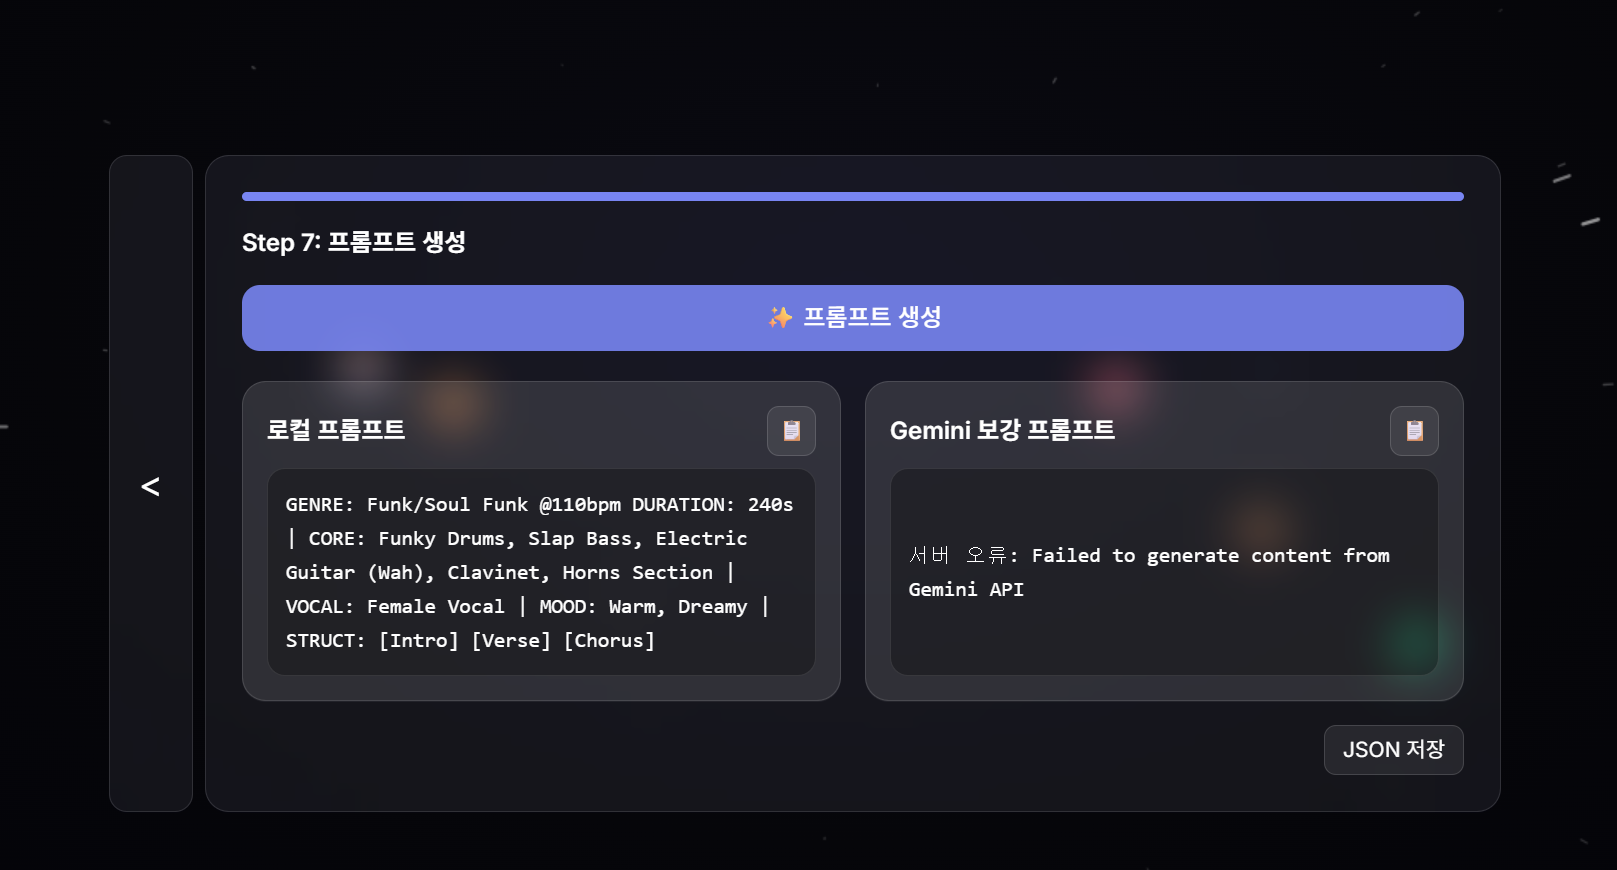 <
Step 7: 프롬프트 생성
✨ 프롬프트 생성
로컬 프롬프트
GENRE: Funk/Soul Funk @110bpm DURATION: 240s
| CORE: Funky Drums, Slap Bass, Electric
Guitar (Wah), Clavinet, Horns Section |
VOCAL: Female Vocal | MOOD: Warm, Dreamy |
STRUCT: [Intro] [Verse] [Chorus]
Gemini 보강 프롬프트
서버 오류: Failed to generate content from
Gemini API
JSON 저장